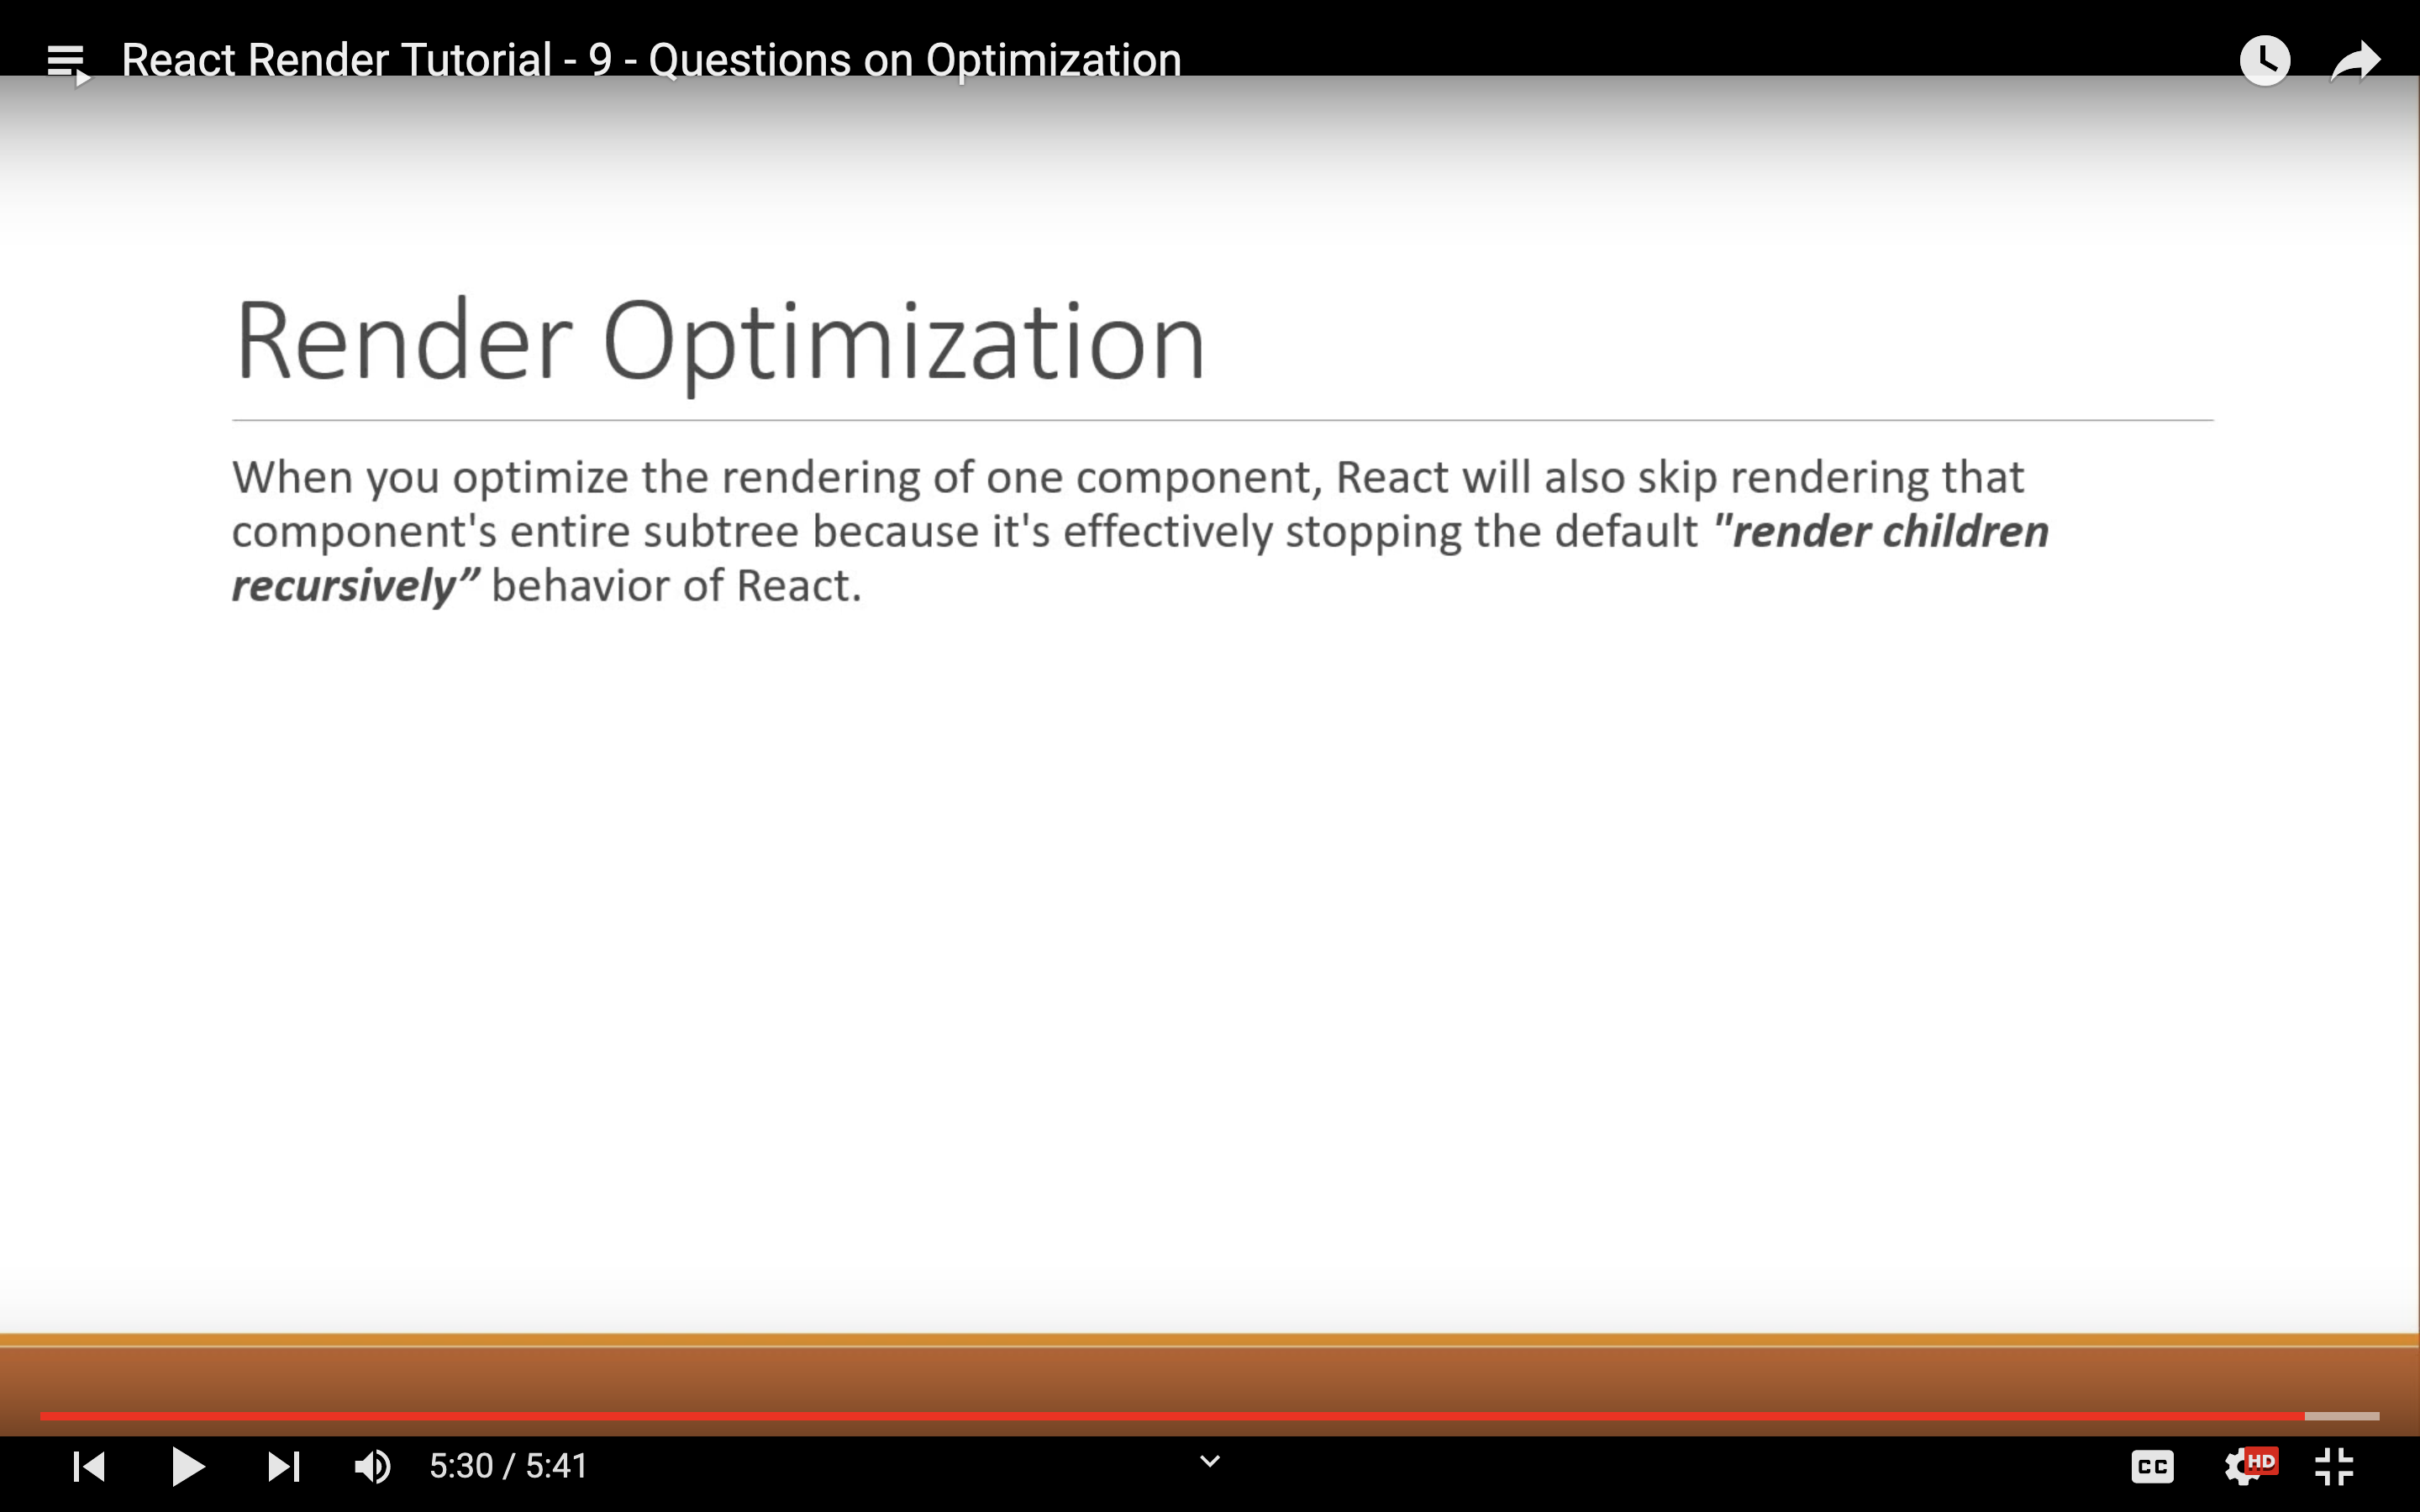 React Render Tutorial - 9 - Questions on Optimization
Render Optimization
When you optimize the rendering of one component, React will also skip rendering that
component's entire subtree because it's effectively stopping the default "render children
recursively” behavior of React.
5:30 / 5:41
CC
HD